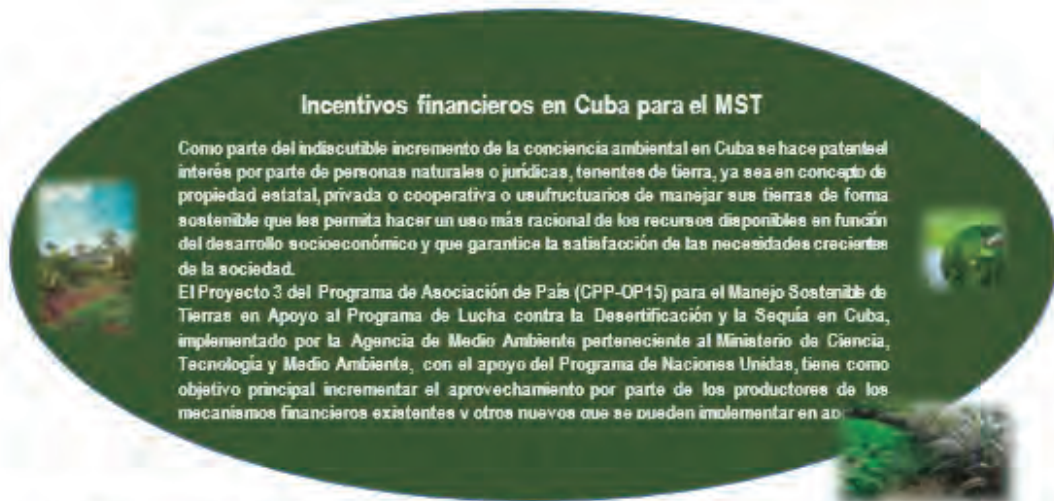 Incentivos financieros en Cuba para el MST
Como parte del indiscutible incremento de la conciencia ambiental en Cuba se hace patente el
interés por parte de personas naturales o jurídicas, tenentes de tierra, ya sea en concepto de
propiedad estatal, privada o cooperativa o usufructuarios de manejar sus tierras de forma
sostenible que les permita hacer un uso más racional de los recursos disponibles en función
del desarrollo socioeconómico y que garantice la satisfacción de las necesidades crecientes
de la sociedad.
El Proyecto 3 del Programa de Asociación de País (CPP-OP15) para el Manejo Sostenible de
Tierras en Apoyo al Programa de Lucha contra la Desertificación y la Sequía en Cuba,
implementado por la Agencia de Medio Ambiente perteneciente al Ministerio de Ciencia,
Tecnología y Medio Ambiente, con el apoyo del Programa de Naciones Unidas, tiene como
objetivo principal incrementar el aprovechamiento por parte de los productores de los
mecanismos financieros existentes y otros nuevos que se pueden implementar en